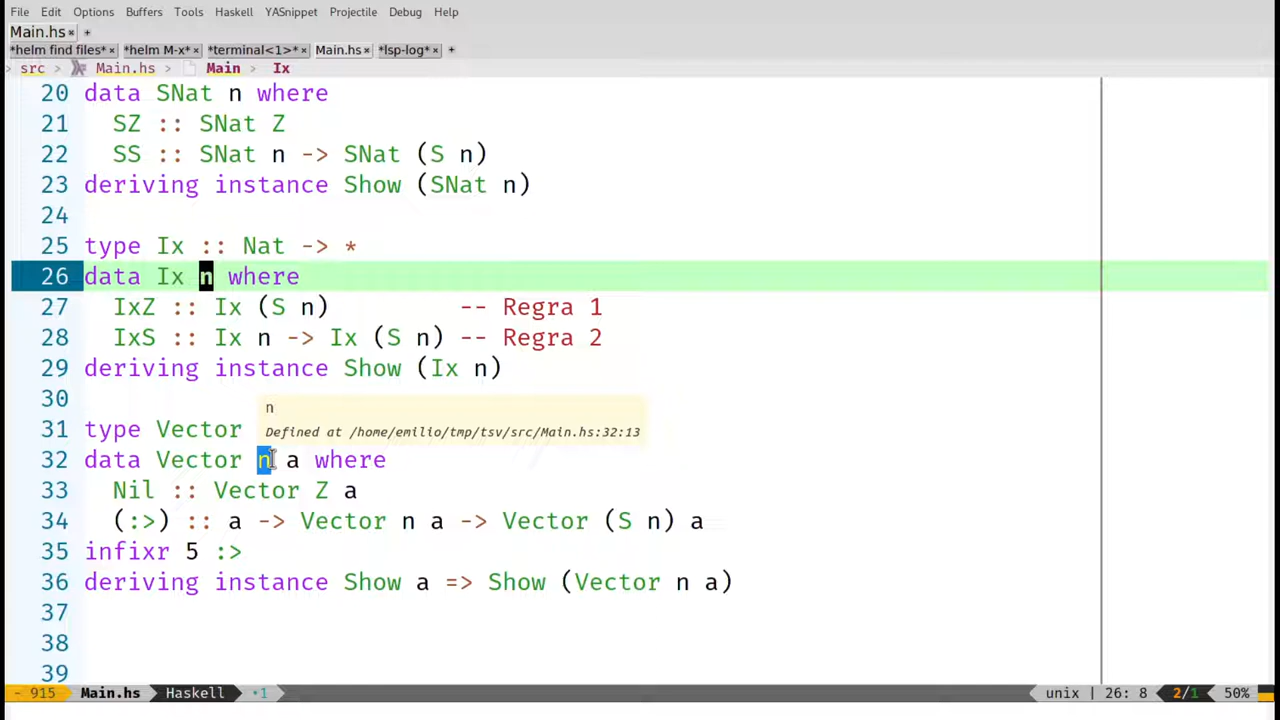 File Edit Options Buffers Tools Haskell YASnippet Projectile Debug Help
Main.hs × +
*helm find files* × *helm M-x* × *terminal<1>* × Main.hs × *lsp-log* × +
> src > Main.hs > Main > Ix
20 data SNat n where
21 SZ :: SNat Z
22 SS :: SNat n -> SNat (S n)
23 deriving instance Show (SNat n)
24
25 type Ix :: Nat -> *
26 data Ix n where
27 IxZ :: Ix (S n) -- Regra 1
28 IxS :: Ix n -> Ix (S n) -- Regra 2
29 deriving instance Show (Ix n)
30
n
31 type Vector
Defined at /home/emilio/tmp/tsv/src/Main.hs:32:13
32 data Vector n a where
33 Nil :: Vector Z a
34 (:>) :: a -> Vector n a -> Vector (S n) a
35 infixr 5 :>
36 deriving instance Show a => Show (Vector n a)
37
38
39
- 915 Main.hs Haskell •1 unix | 26: 8 2/1 50%